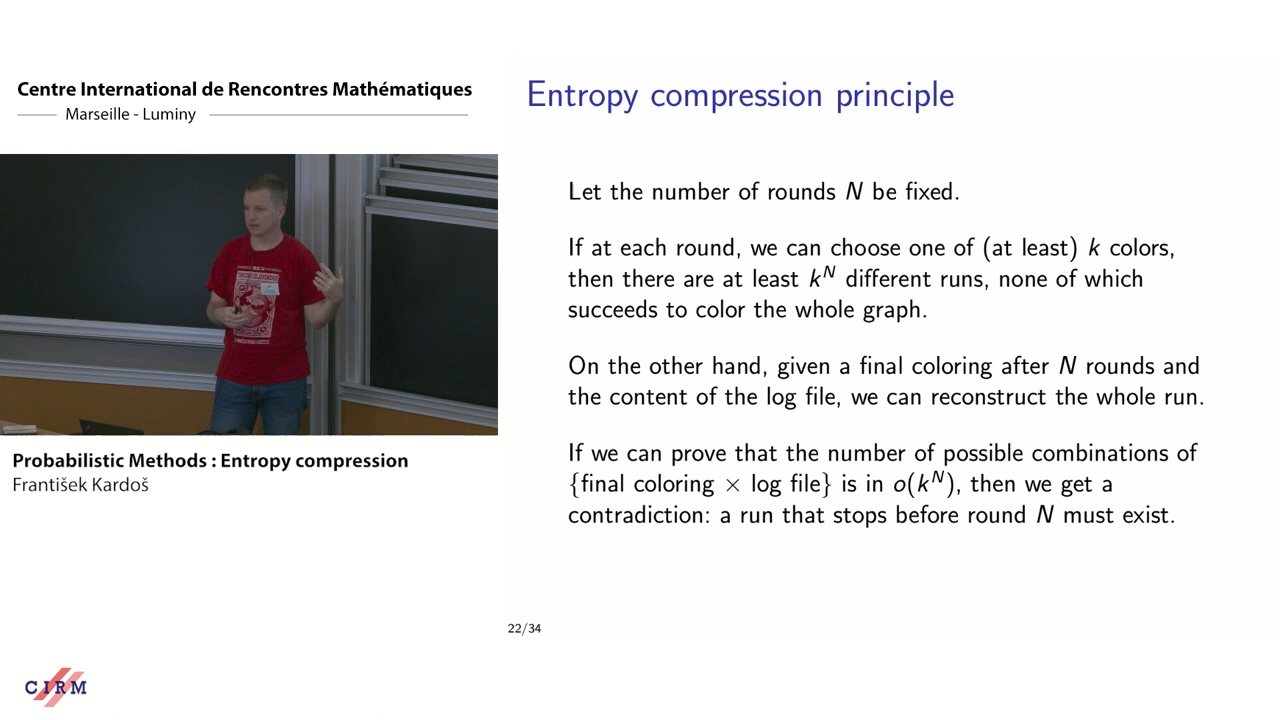 Centre International de Rencontres Mathématiques
Marseille - Luminy
Entropy compression principle
Let the number of rounds N be fixed.
If at each round, we can choose one of (at least) k colors,
then there are at least k^N different runs, none of which
succeeds to color the whole graph.
On the other hand, given a final coloring after N rounds and
the content of the log file, we can reconstruct the whole run.
If we can prove that the number of possible combinations of
{final coloring × log file} is in o(k^N), then we get a
contradiction: a run that stops before round N must exist.
Probabilistic Methods : Entropy compression
František Kardoš
22/34
CIRM